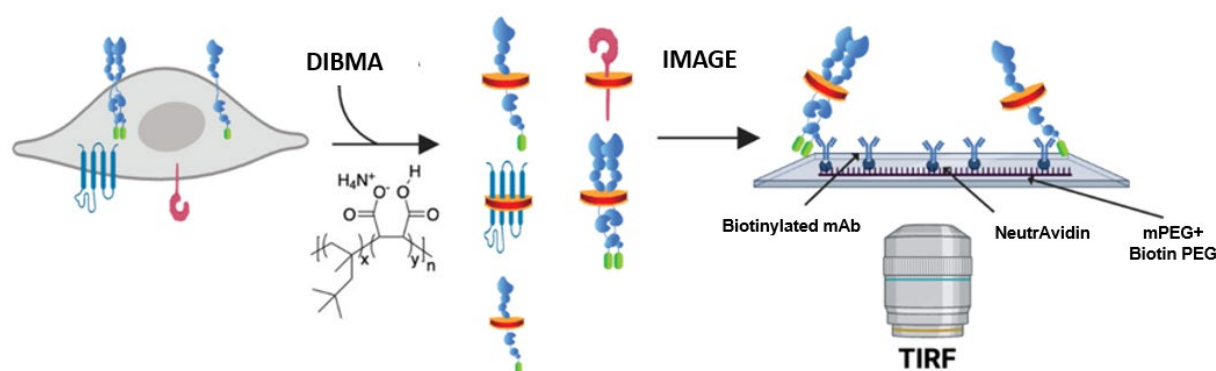 DIBMA
IMAGE
H₄N⁺
O⁻
O
H
O
O
x
y
n
Biotinylated mAb
NeutrAvidin
mPEG+
Biotin PEG
TIRF